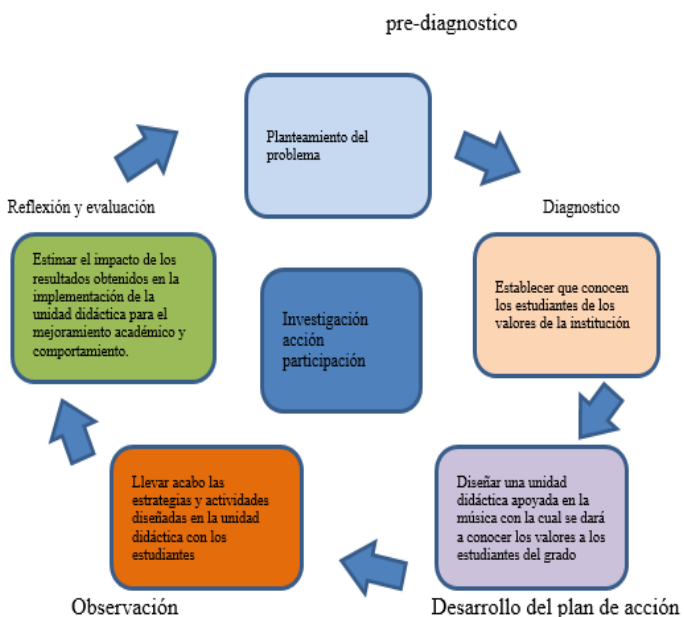 pre-diagnostico
Planteamiento del
problema
Diagnostico
Establecer que conocen
los estudiantes de los
valores de la institución
Diseñar una unidad
didáctica apoyada en la
música con la cual se dará
a conocer los valores a los
estudiantes del grado
Desarrollo del plan de acción
Llevar acabo las
estrategias y actividades
diseñadas en la unidad
didáctica con los
estudiantes
Observación
Reflexión y evaluación
Estimar el impacto de los
resultados obtenidos en la
implementación de la
unidad didáctica para el
mejoramiento académico y
comportamiento.
Investigación
acción
participación